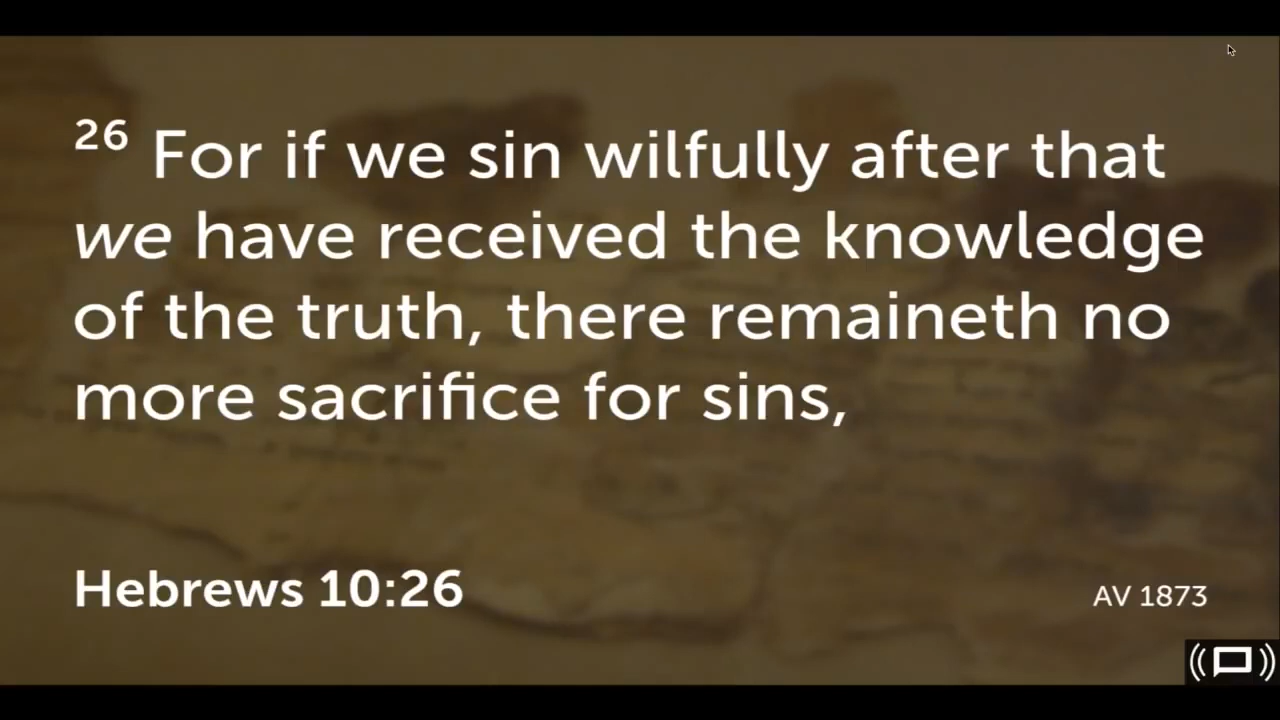 26 For if we sin wilfully after that
we have received the knowledge
of the truth, there remaineth no
more sacrifice for sins,
Hebrews 10:26
AV 1873